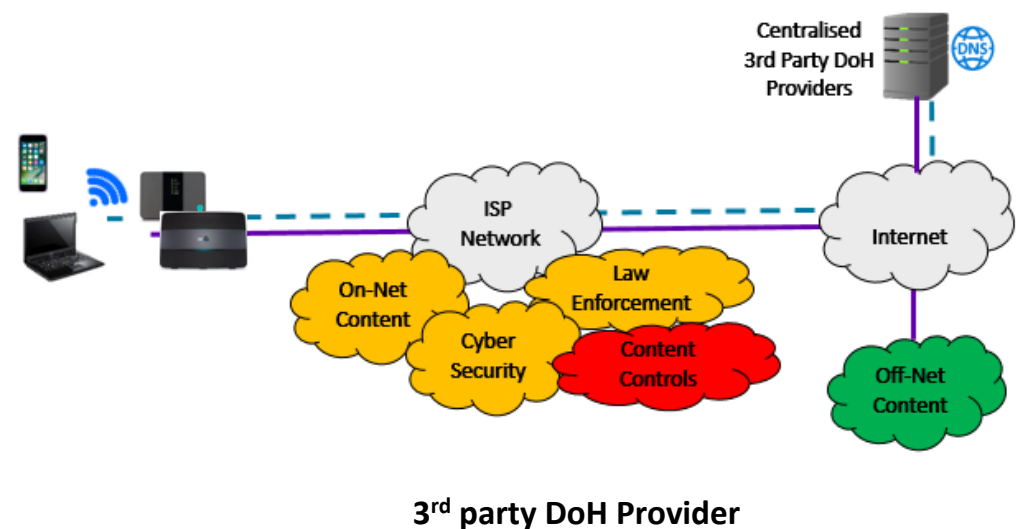 Centralised
3rd Party DoH
Providers
DNS
ISP
Network
Internet
On-Net
Content
Law
Enforcement
Cyber
Security
Content
Controls
Off-Net
Content
3rd party DoH Provider